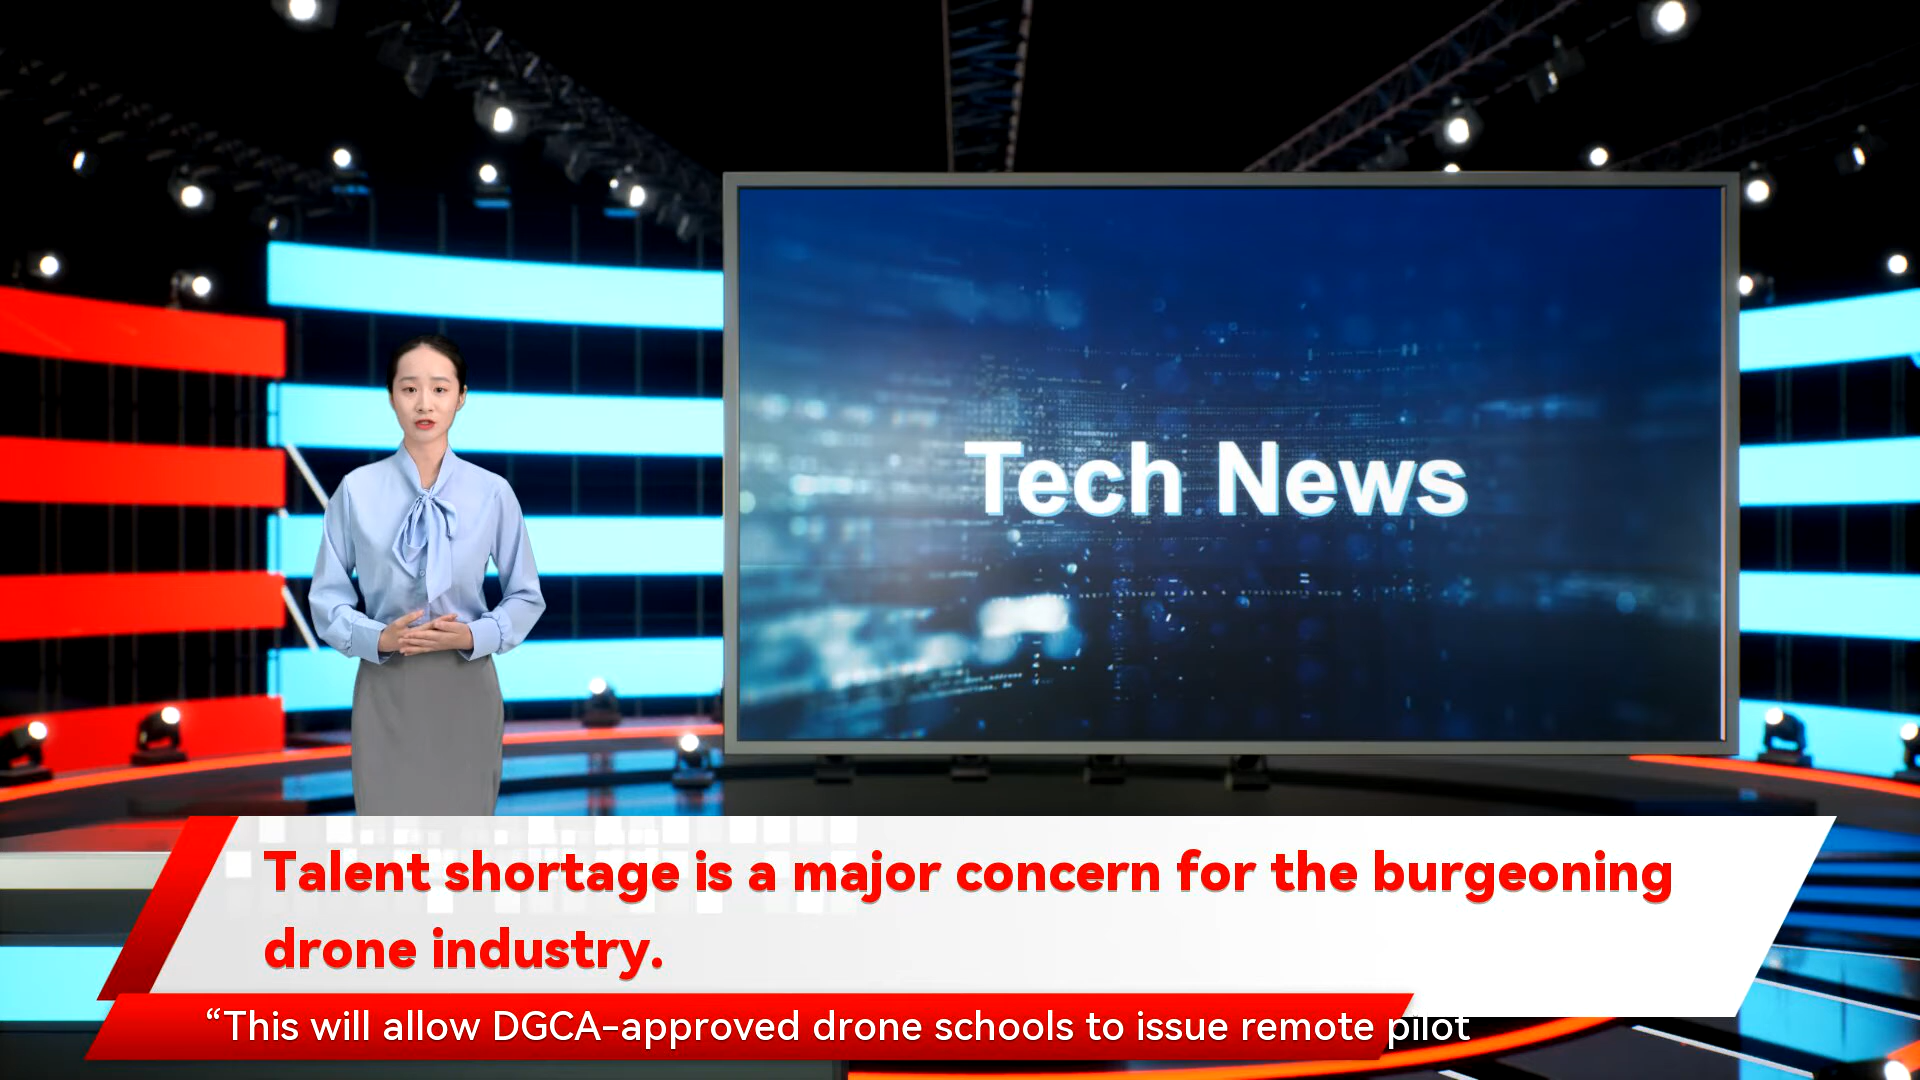 Tech News
Talent shortage is a major concern for the burgeoning
drone industry.
“This will allow DGCA-approved drone schools to issue remote pilot